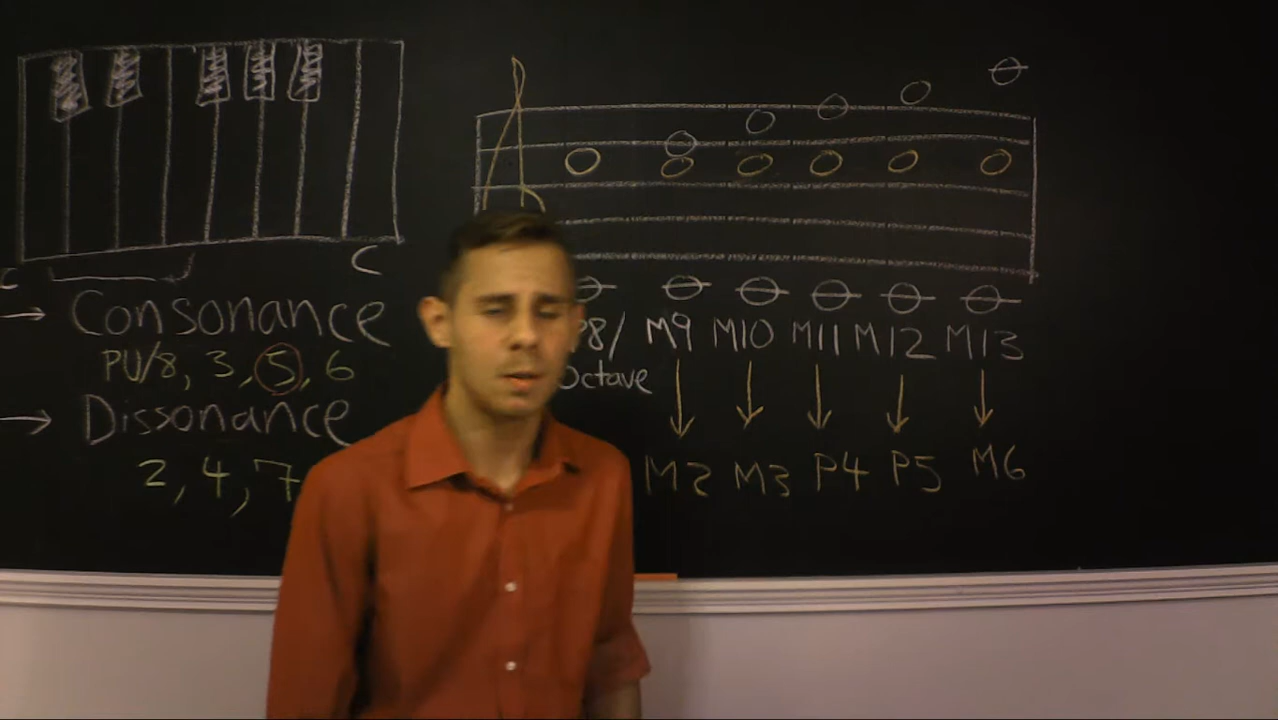 C C
→ Consonance
PU/8, 3, 5, 6
→ Dissonance
2, 4, 7
P8/ M9 M10 M11 M12 M13
Octave
M2 M3 P4 P5 M6